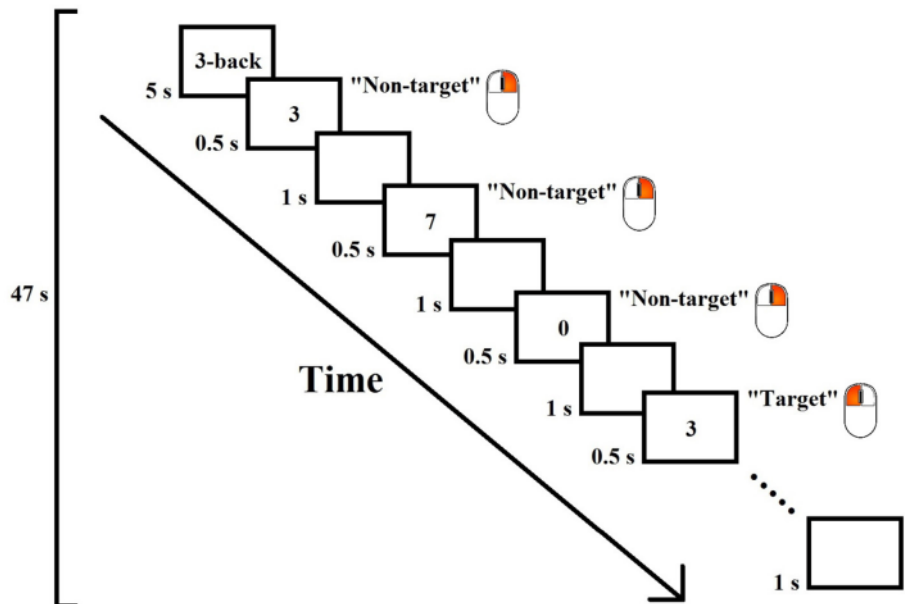 3-back
5 s
"Non-target"
3
0.5 s
1 s
"Non-target"
7
0.5 s
1 s
47 s
"Non-target"
0
0.5 s
Time
1 s
"Target"
3
0.5 s
1 s